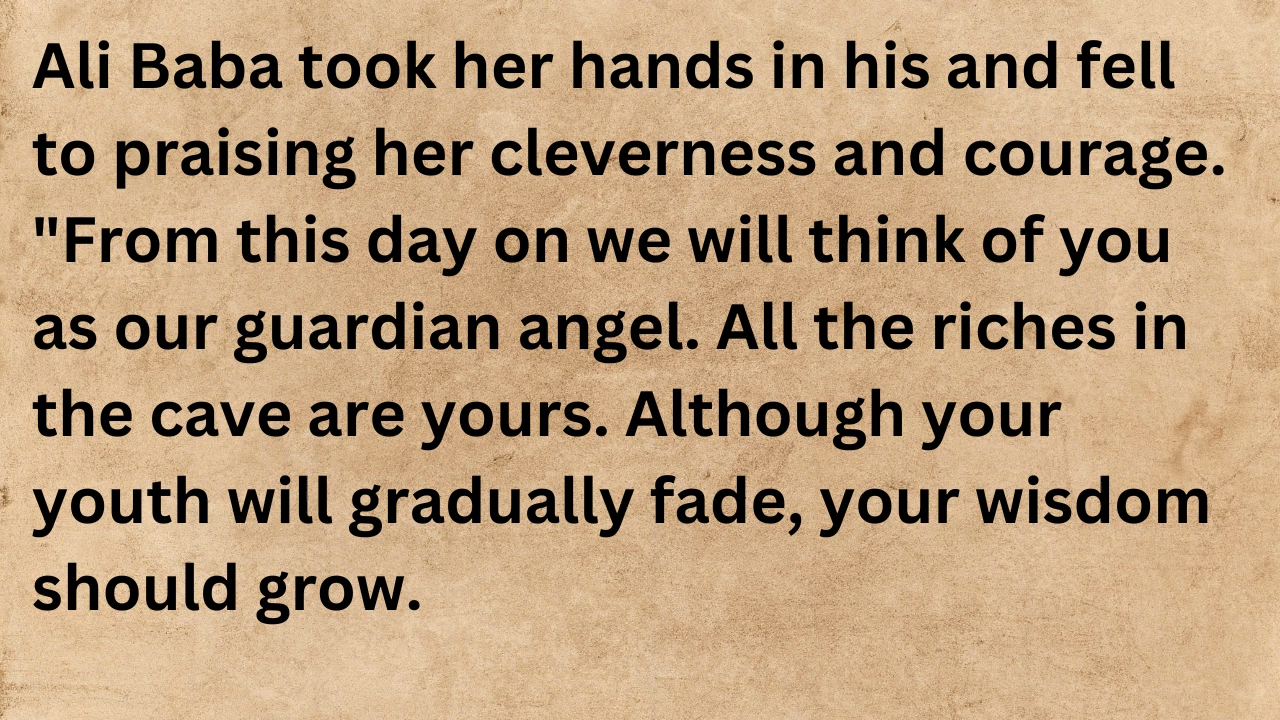 Ali Baba took her hands in his and fell
to praising her cleverness and courage.
"From this day on we will think of you
as our guardian angel. All the riches in
the cave are yours. Although your
youth will gradually fade, your wisdom
should grow.